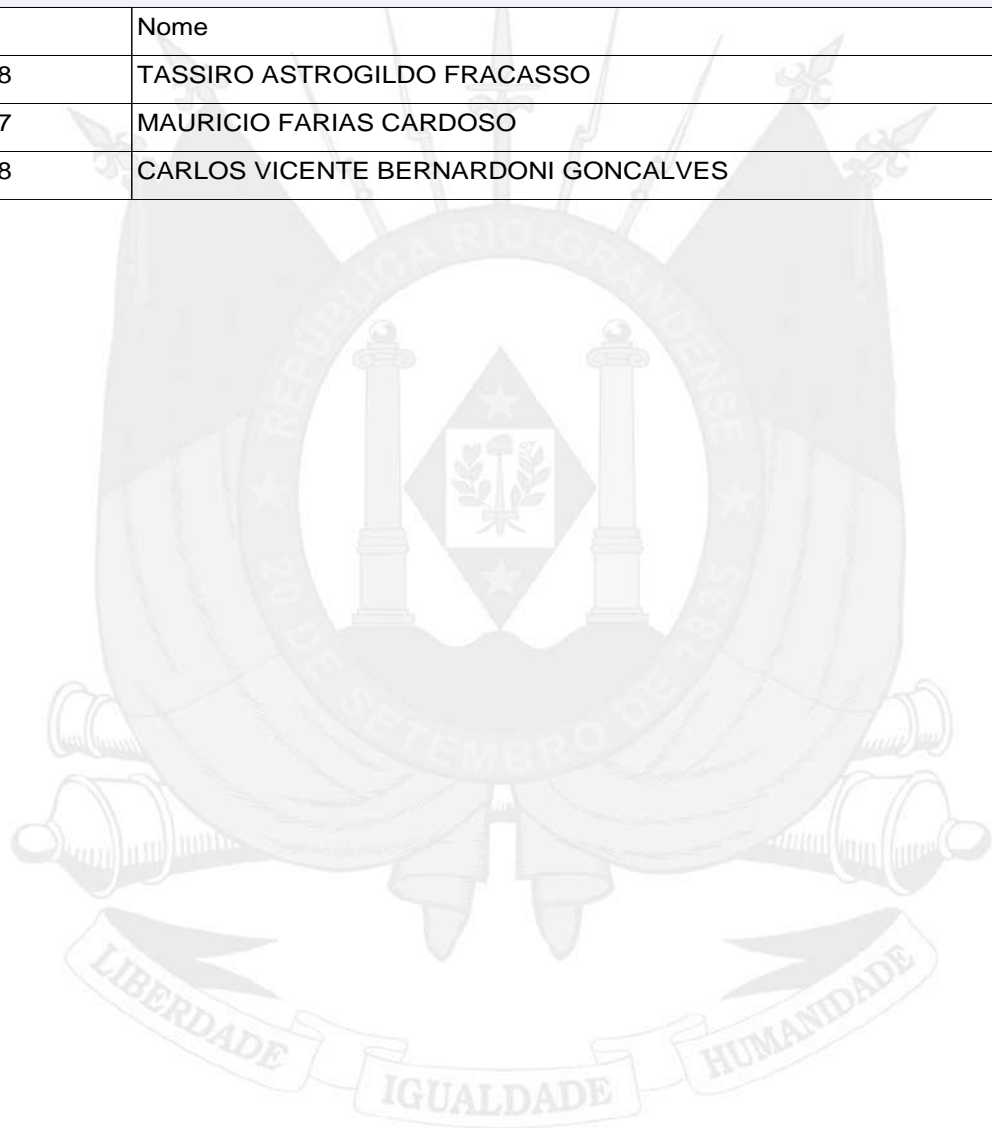 Nome
8 TASSIRO ASTROGILDO FRACASSO
7 MAURICIO FARIAS CARDOSO
8 CARLOS VICENTE BERNARDONI GONCALVES
REPÚBLICA RIO-GRANDENSE
20 DE SETEMBRO DE 1835
LIBERDADE IGUALDADE HUMANIDADE